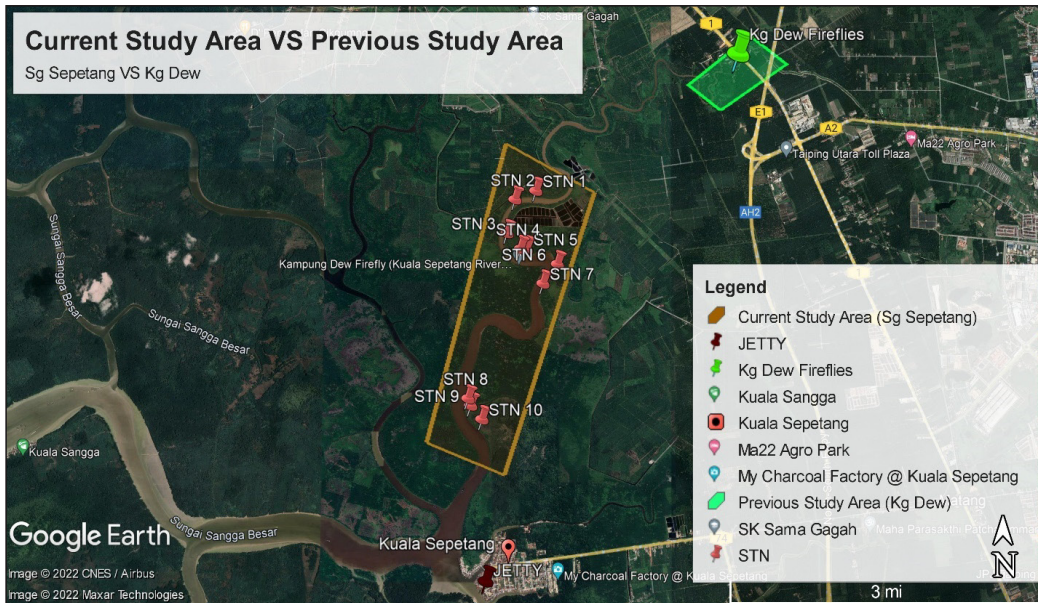 Sk Sama Gagah
Current Study Area VS Previous Study Area
Sg Sepetang VS Kg Dew
1
Kg Dew Fireflies
E1
A2
Ma22 Agro Park
Taiping Utara Toll Plaza
STN 2
STN 1
AH2
STN 3
STN 4
STN 5
STN 6
Kampung Dew Firefly (Kuala Sepetang River...
STN 7
1
Sungai Sangga Besar
Sungai Sangga Besar
STN 8
STN 9
STN 10
Kuala Sangga
Sungai Sangga Besar
Google Earth
Kuala Sepetang
JETTY
My Charcoal Factory @ Kuala Sepetang
Image © 2022 CNES / Airbus
Image © 2022 Maxar Technologies
Legend
Current Study Area (Sg Sepetang)
JETTY
Kg Dew Fireflies
Kuala Sangga
Kuala Sepetang
Ma22 Agro Park
My Charcoal Factory @ Kuala Sepetang
Previous Study Area (Kg Dew)
SK Sama Gagah
STN
N
3 mi